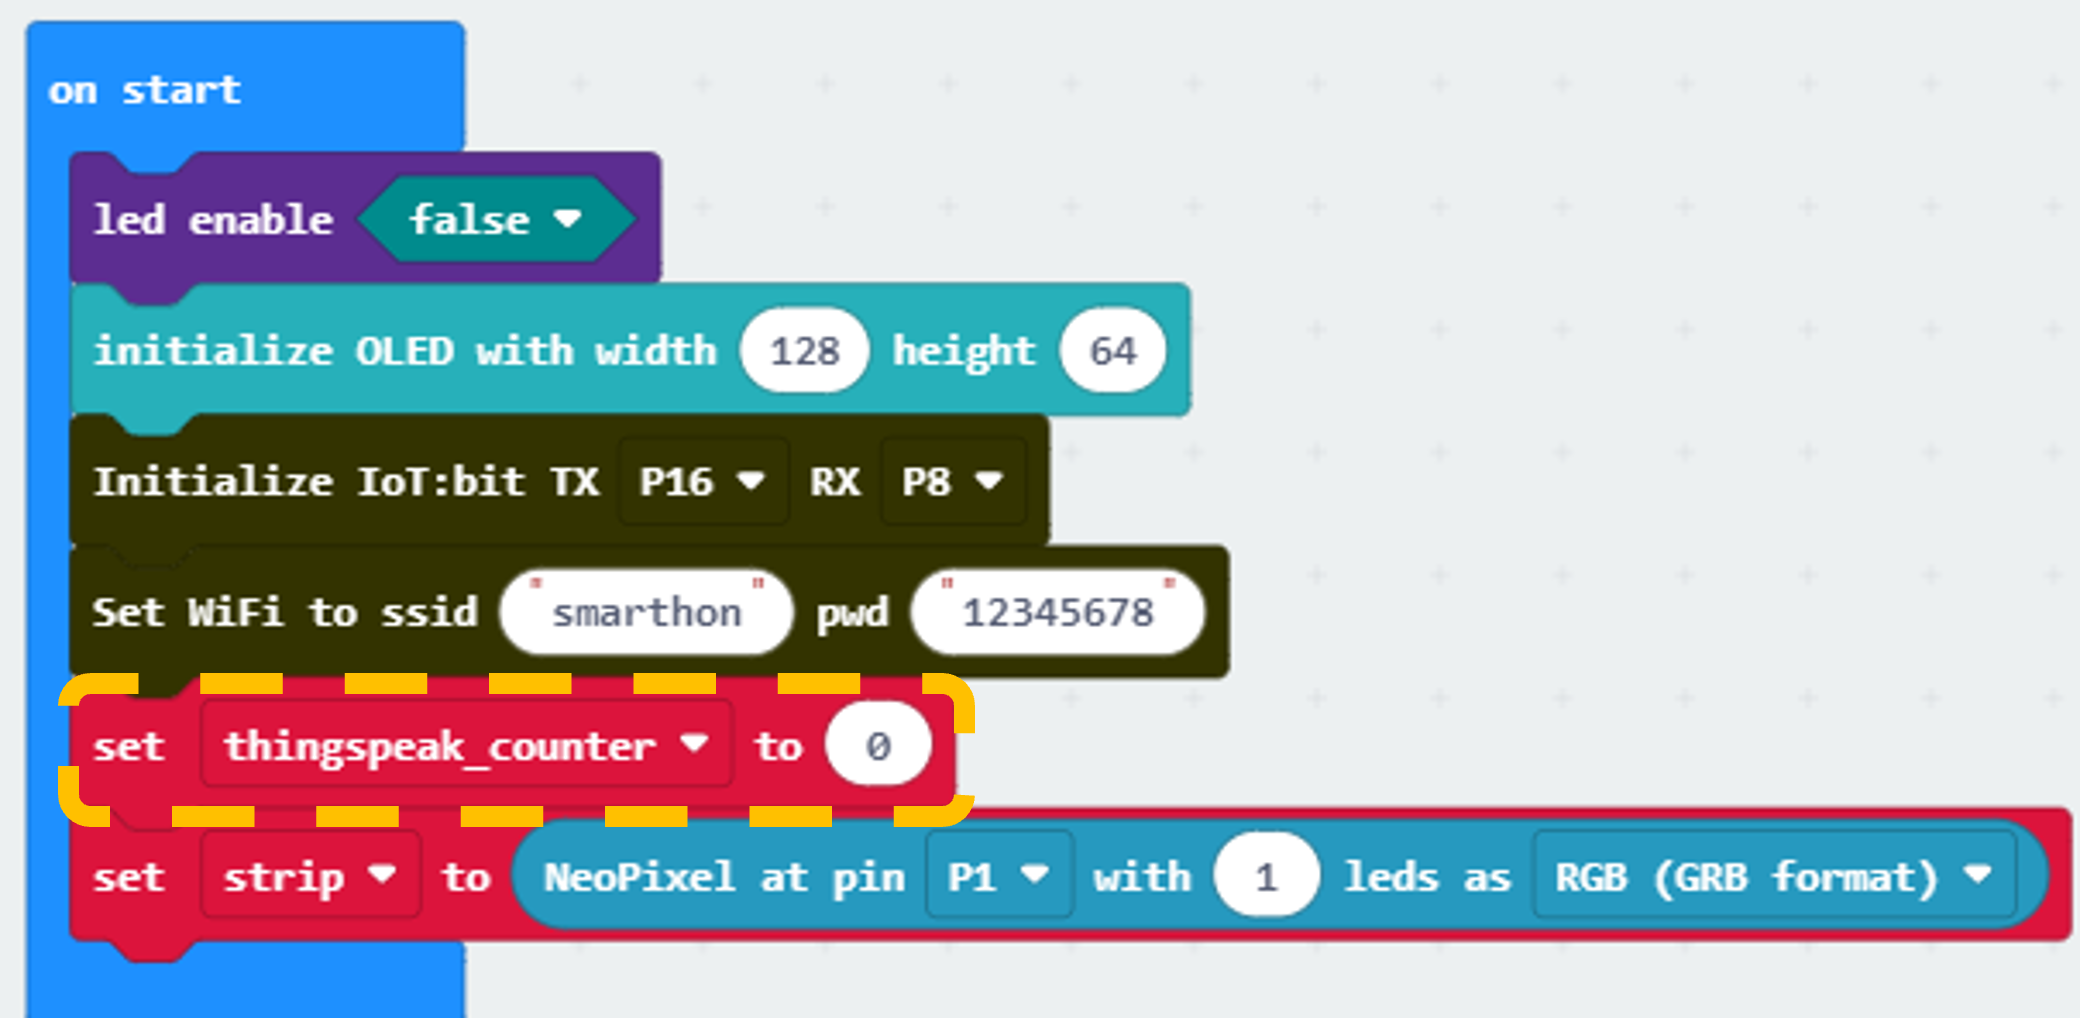 on start
led enable false
initialize OLED with width 128 height 64
Initialize IoT:bit TX P16 RX P8
Set WiFi to ssid "smarthon" pwd "12345678"
set thingspeak_counter to 0
set strip to NeoPixel at pin P1 with 1 leds as RGB (GRB format)